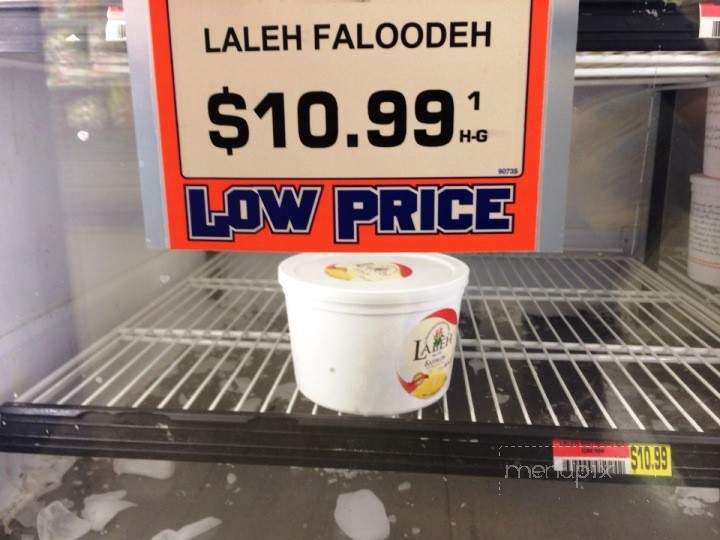 LALEH FALOODEH
$10.99 1
H-G
90735
LOW PRICE
LALEH
$10.99
menupix